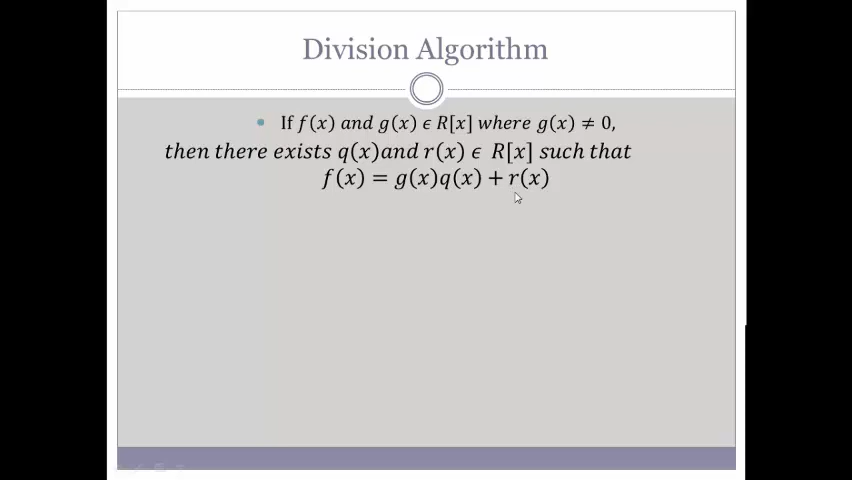 Division Algorithm
If f(x) and g(x) ϵ R[x] where g(x) ≠ 0,
then there exists q(x)and r(x) ϵ R[x] such that
f(x) = g(x)q(x) + r(x)